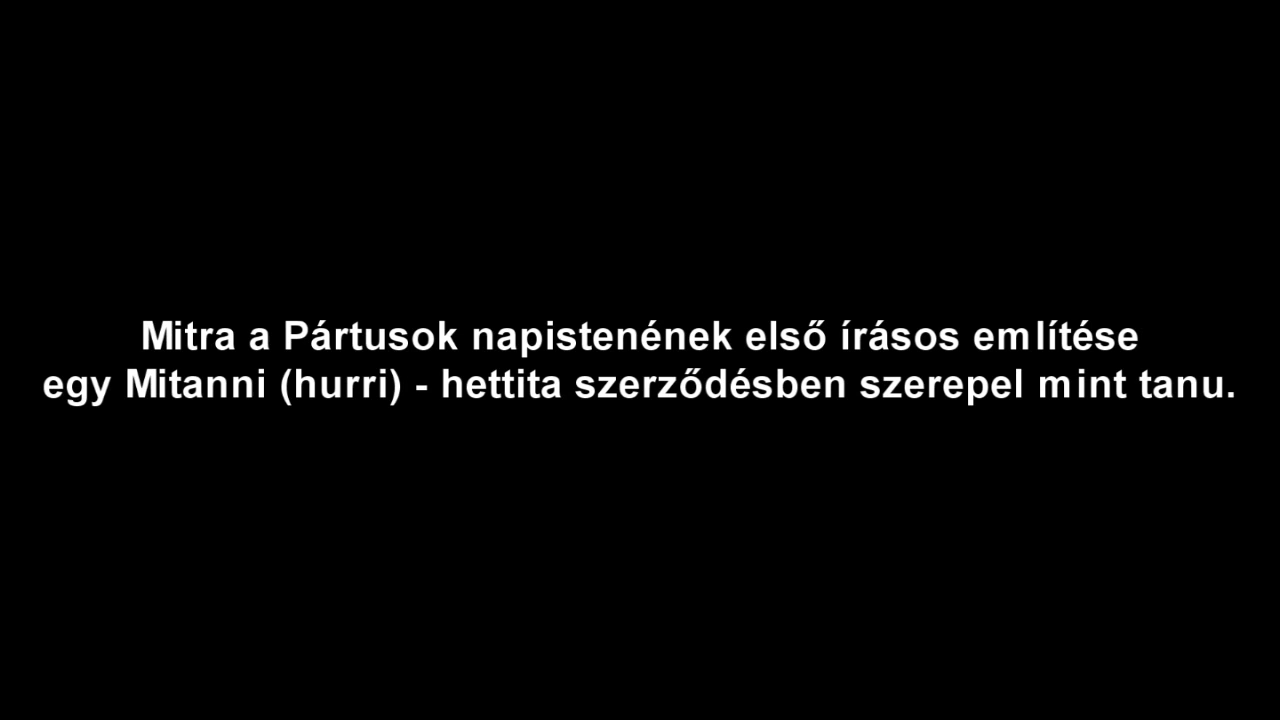 Mitra a Pártusok napistenének első írásos említése
egy Mitanni (hurri) - hettita szerződésben szerepel mint tanu.